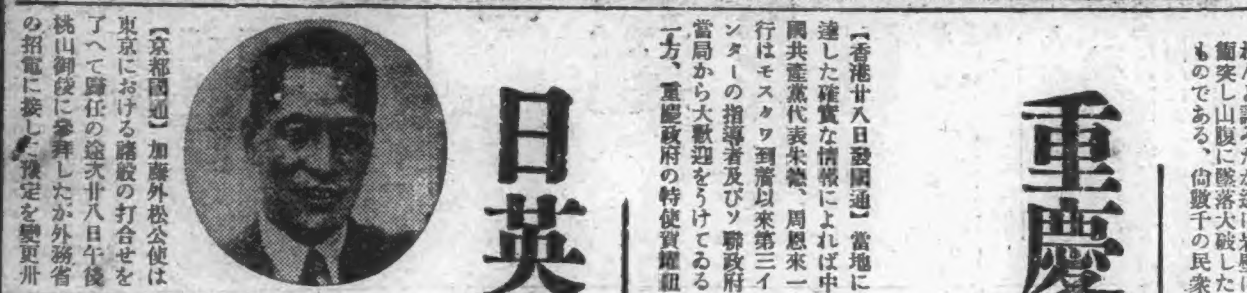 衝突し山腹に墜落大破した
ものである、尙數千の民衆
重慶
【香港廿八日發國通】當地に
達した確實な情報によれば中
國共產黨代表朱德、周恩來一
行はモスクワ到着以來第三イ
ンターの指導者及びソ聯政府
當局から大歡迎をうけてゐる
一方、重慶政府の特使賀耀組
日英
【京都國通】加藤外松公使は
東京における諸般の打合せを
了へて歸任の途次廿八日午後
桃山御陵に參拜したが外務省
の招電に接した豫定を變更卅